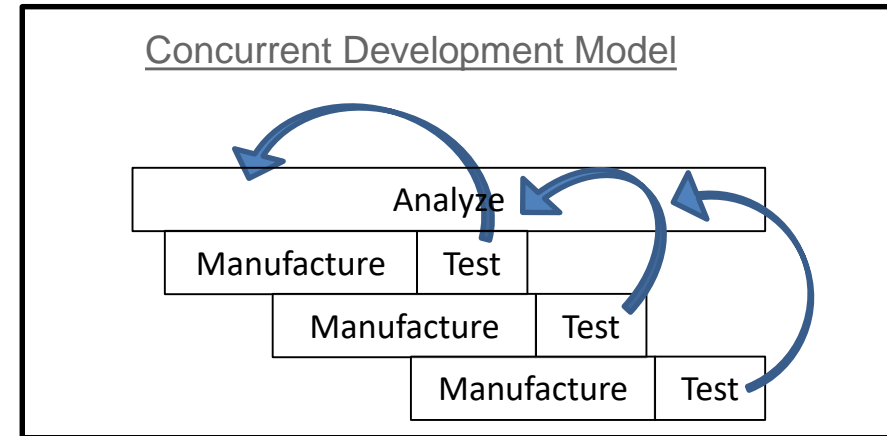 Concurrent Development Model
Analyze
Manufacture Test
Manufacture Test
Manufacture Test